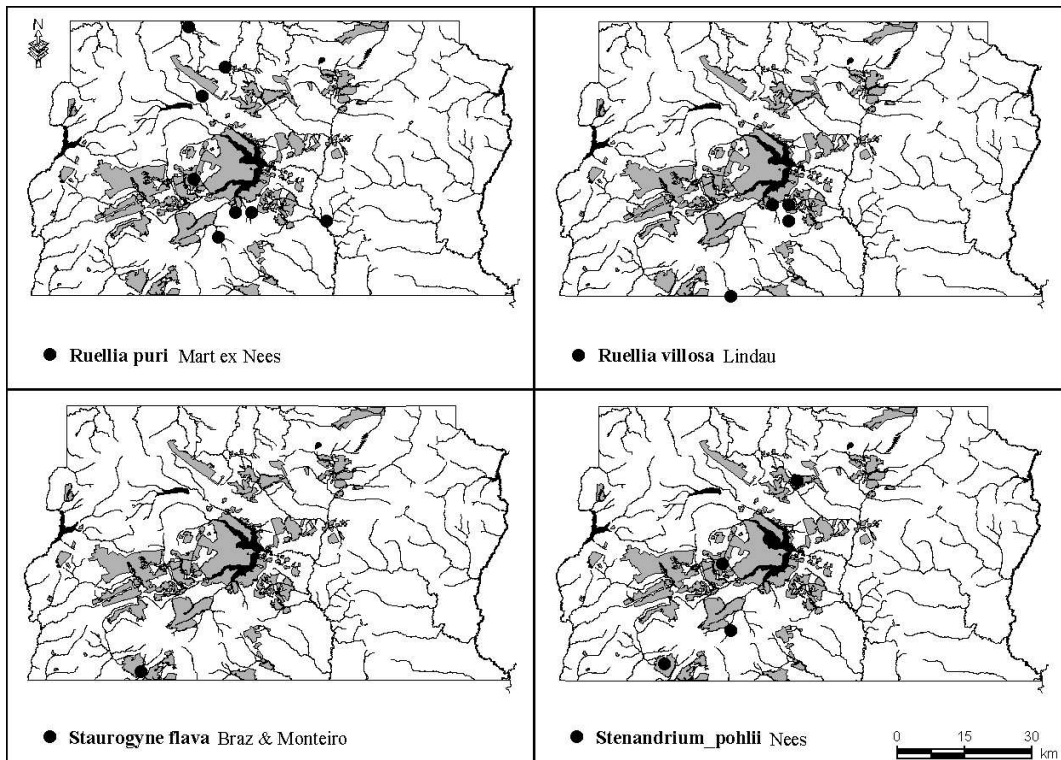 N
Ruellia puri Mart ex Nees
Ruellia villosa Lindau
Staurogyne flava Braz & Monteiro
Stenandrium_pohlii Nees
0 15 30
km